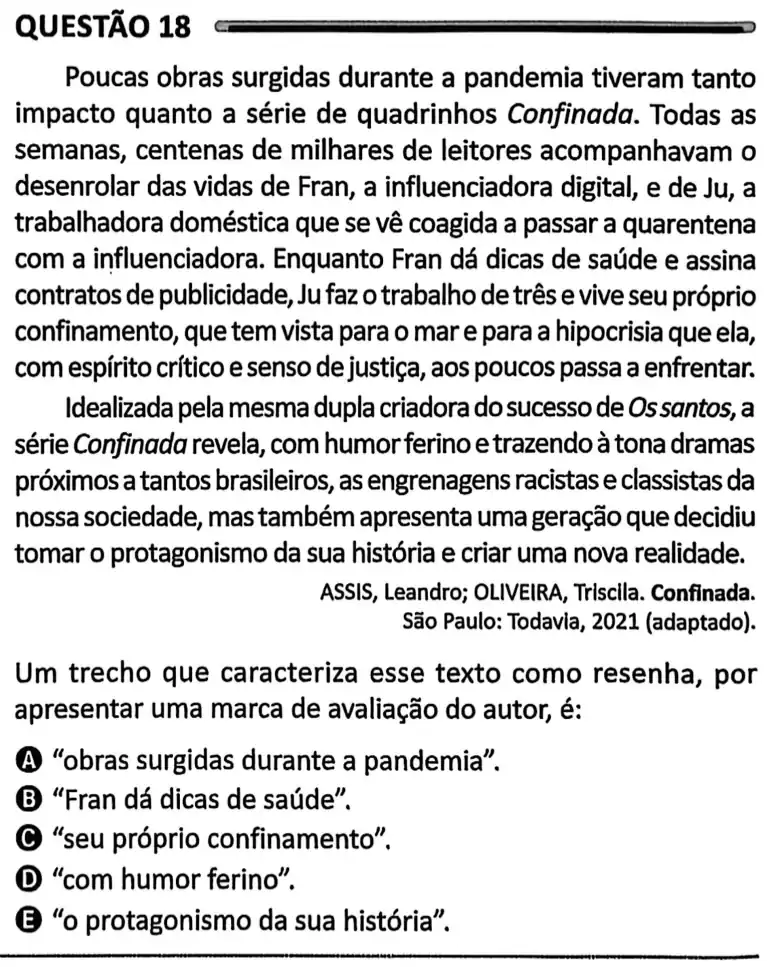 QUESTÃO 18
Poucas obras surgidas durante a pandemia tiveram tanto
impacto quanto a série de quadrinhos Confinada. Todas as
semanas, centenas de milhares de leitores acompanhavam o
desenrolar das vidas de Fran, a influenciadora digital, e de Ju, a
trabalhadora doméstica que se vê coagida a passar a quarentena
com a influenciadora. Enquanto Fran dá dicas de saúde e assina
contratos de publicidade, Ju faz o trabalho de três e vive seu próprio
confinamento, que tem vista para o mar e para a hipocrisia que ela,
com espírito crítico e senso de justiça, aos poucos passa a enfrentar.
Idealizada pela mesma dupla criadora do sucesso de Os santos, a
série Confinada revela, com humor ferino e trazendo à tona dramas
próximos a tantos brasileiros, as engrenagens racistas e classistas da
nossa sociedade, mas também apresenta uma geração que decidiu
tomar o protagonismo da sua história e criar uma nova realidade.
ASSIS, Leandro; OLIVEIRA, Triscila. Confinada.
São Paulo: Todavia, 2021 (adaptado).
Um trecho que caracteriza esse texto como resenha, por
apresentar uma marca de avaliação do autor, é:
A "obras surgidas durante a pandemia".
B "Fran dá dicas de saúde".
C "seu próprio confinamento".
D "com humor ferino".
E "o protagonismo da sua história".